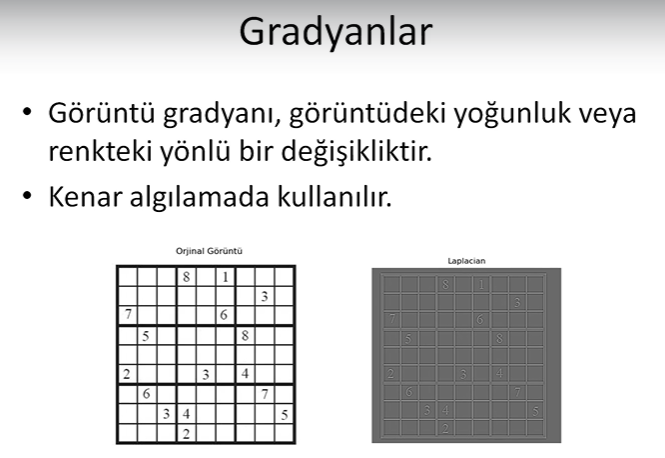 Gradyanlar
• Görüntü gradyanı, görüntüdeki yoğunluk veya
renkteki yönlü bir değişikliktir.
• Kenar algılamada kullanılır.
Orjinal Görüntü
8 1
3
7 6
5 8
2 3 4
6 7
3 4 5
2
Laplacian
8 1
3
7 6
5 8
2 3 4
6 7
3 4 5
2